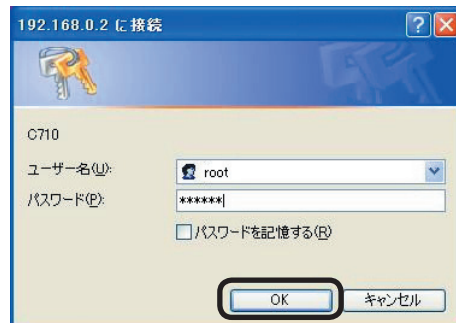 192.168.0.2 に接続
C710
ユーザー名(U):
root
パスワード(P):
******
パスワードを記憶する(R)
OK キャンセル